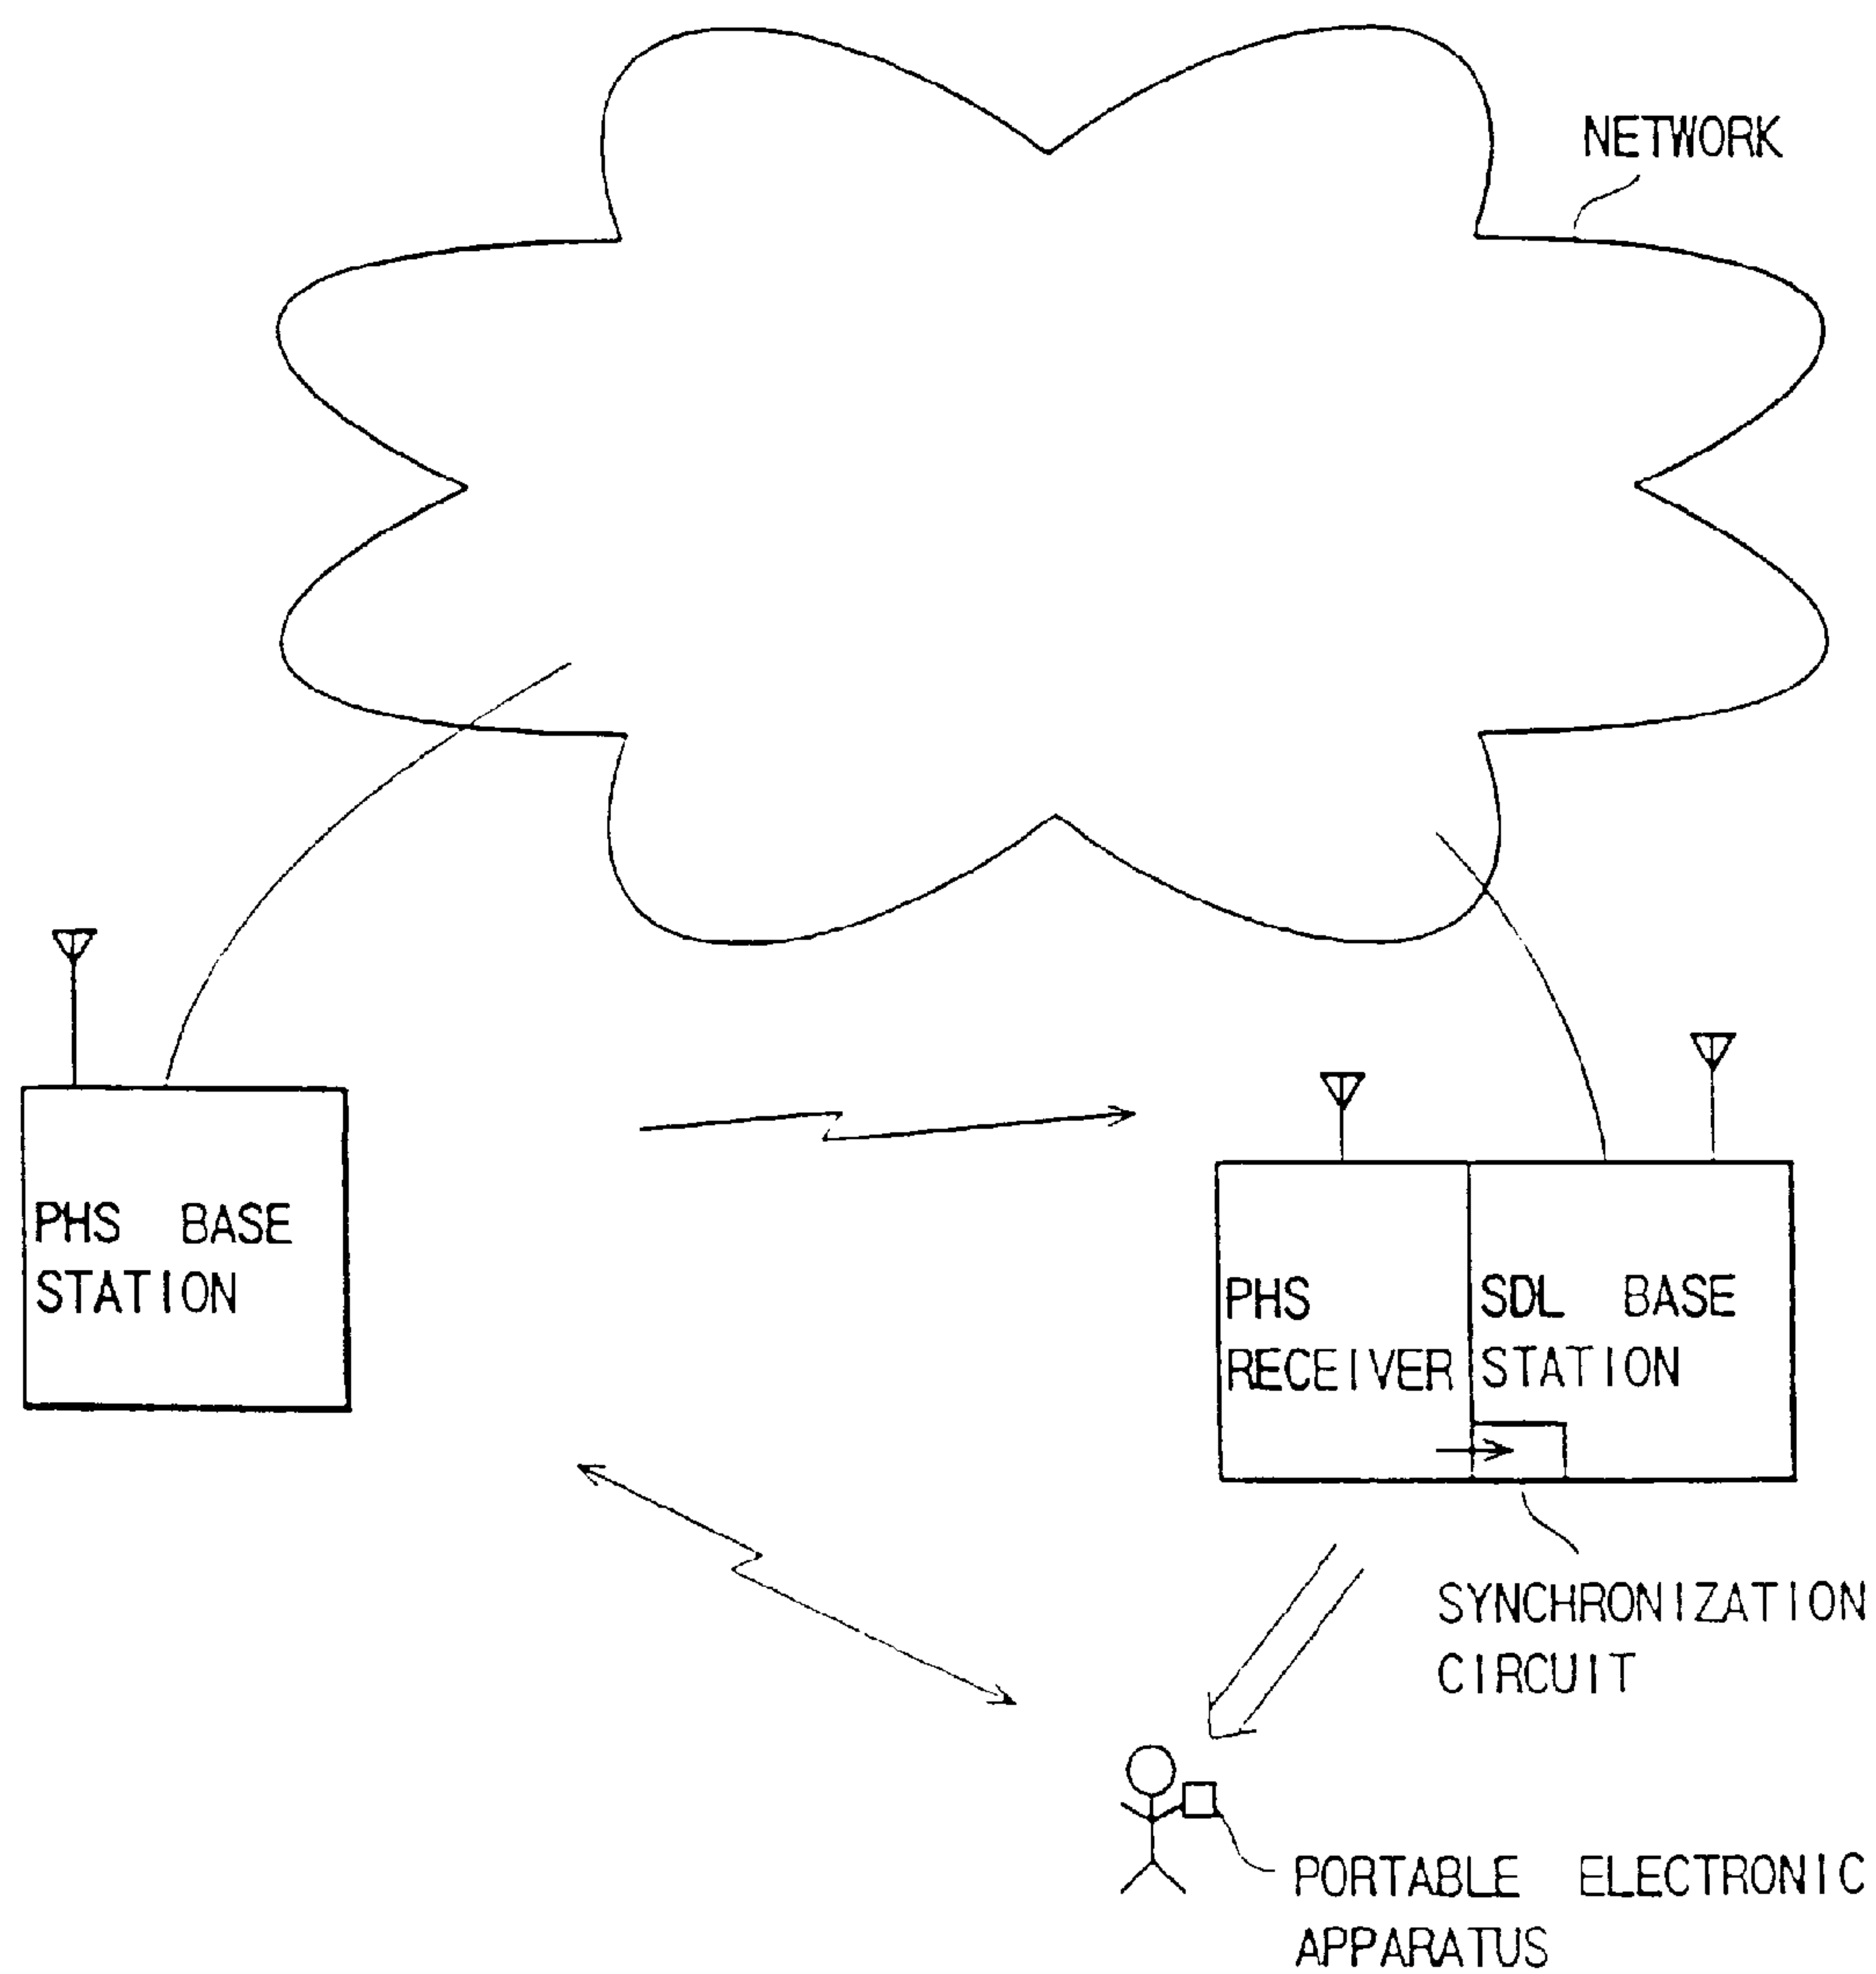 NETWORK
PHS BASE
STATION
PHS
RECEIVER
SDL BASE
STATION
SYNCHRONIZATION
CIRCUIT
PORTABLE ELECTRONIC
APPARATUS